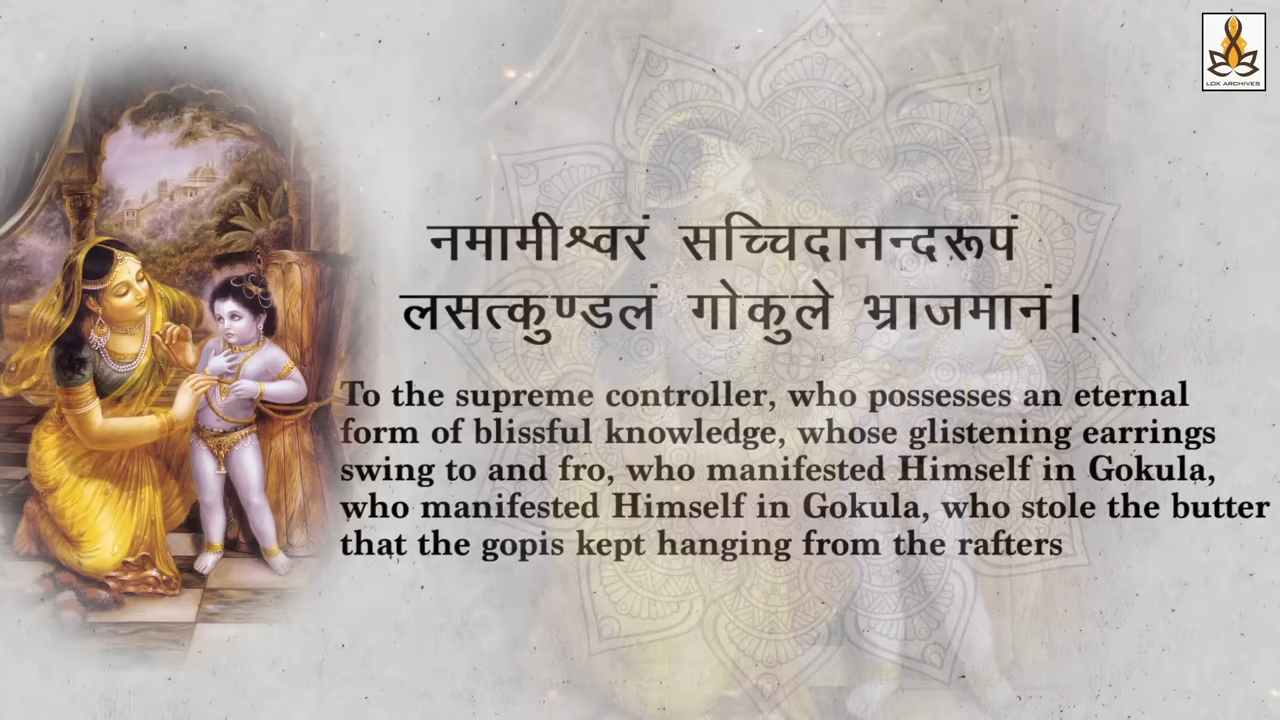 LDK ARCHIVES
नमामीश्वरं सच्चिदानन्दरूपं
लसत्कुण्डलं गोकुले भ्राजमानं ।
To the supreme controller, who possesses an eternal
form of blissful knowledge, whose glistening earrings
swing to and fro, who manifested Himself in Gokula,
who manifested Himself in Gokula, who stole the butter
that the gopis kept hanging from the rafters